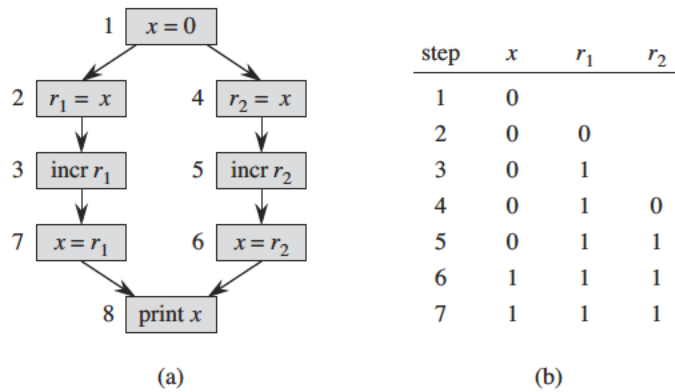 1 x = 0
2 r₁ = x
4 r₂ = x
3 incr r₁
5 incr r₂
7 x = r₁
6 x = r₂
8 print x
(a)
step x r₁ r₂
1 0
2 0 0
3 0 1
4 0 1 0
5 0 1 1
6 1 1 1
7 1 1 1
(b)